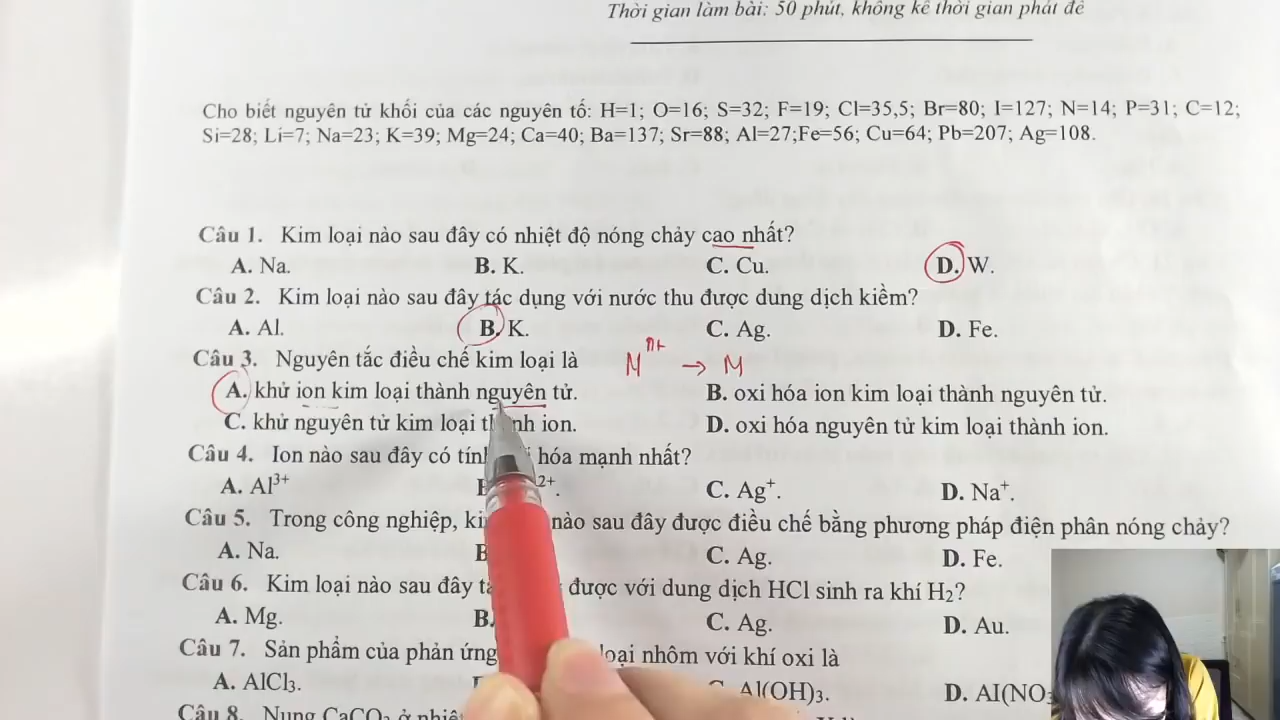 Thời gian làm bài: 50 phút, không kể thời gian phát đề
Cho biết nguyên tử khối của các nguyên tố: H=1; O=16; S=32; F=19; Cl=35,5; Br=80; I=127; N=14; P=31; C=12;
Si=28; Li=7; Na=23; K=39; Mg=24; Ca=40; Ba=137; Sr=88; Al=27;Fe=56; Cu=64; Pb=207; Ag=108.
Câu 1. Kim loại nào sau đây có nhiệt độ nóng chảy cao nhất?
A. Na. B. K. C. Cu. D. W.
Câu 2. Kim loại nào sau đây tác dụng với nước thu được dung dịch kiềm?
A. Al. B. K. C. Ag. D. Fe.
Câu 3. Nguyên tắc điều chế kim loại là M^n+ → M
A. khử ion kim loại thành nguyên tử. B. oxi hóa ion kim loại thành nguyên tử.
C. khử nguyên tử kim loại thành ion. D. oxi hóa nguyên tử kim loại thành ion.
Câu 4. Ion nào sau đây có tính hóa mạnh nhất?
A. Al³⁺ ²⁺. C. Ag⁺. D. Na⁺.
Câu 5. Trong công nghiệp, nào sau đây được điều chế bằng phương pháp điện phân nóng chảy?
A. Na. C. Ag. D. Fe.
Câu 6. Kim loại nào sau đây được với dung dịch HCl sinh ra khí H₂?
A. Mg. B. C. Ag. D. Au.
Câu 7. Sản phẩm của phản ứng loại nhôm với khí oxi là
A. AlCl₃. C. Al(OH)₃. D. Al(NO₃
Câu 8. Nung CaCO₃ ở